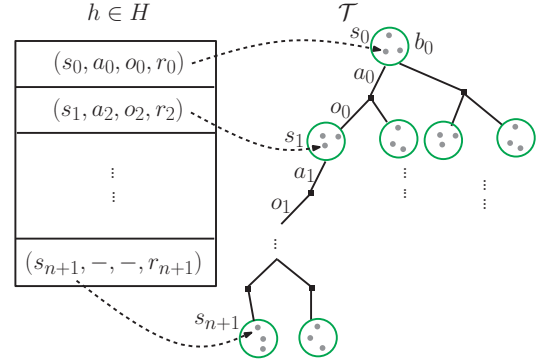 h ∈ H
𝒯
(s₀, a₀, o₀, r₀)
s₀
b₀
a₀
(s₁, a₂, o₂, r₂)
o₀
s₁
a₁
o₁
(sₙ₊₁, −, −, rₙ₊₁)
sₙ₊₁